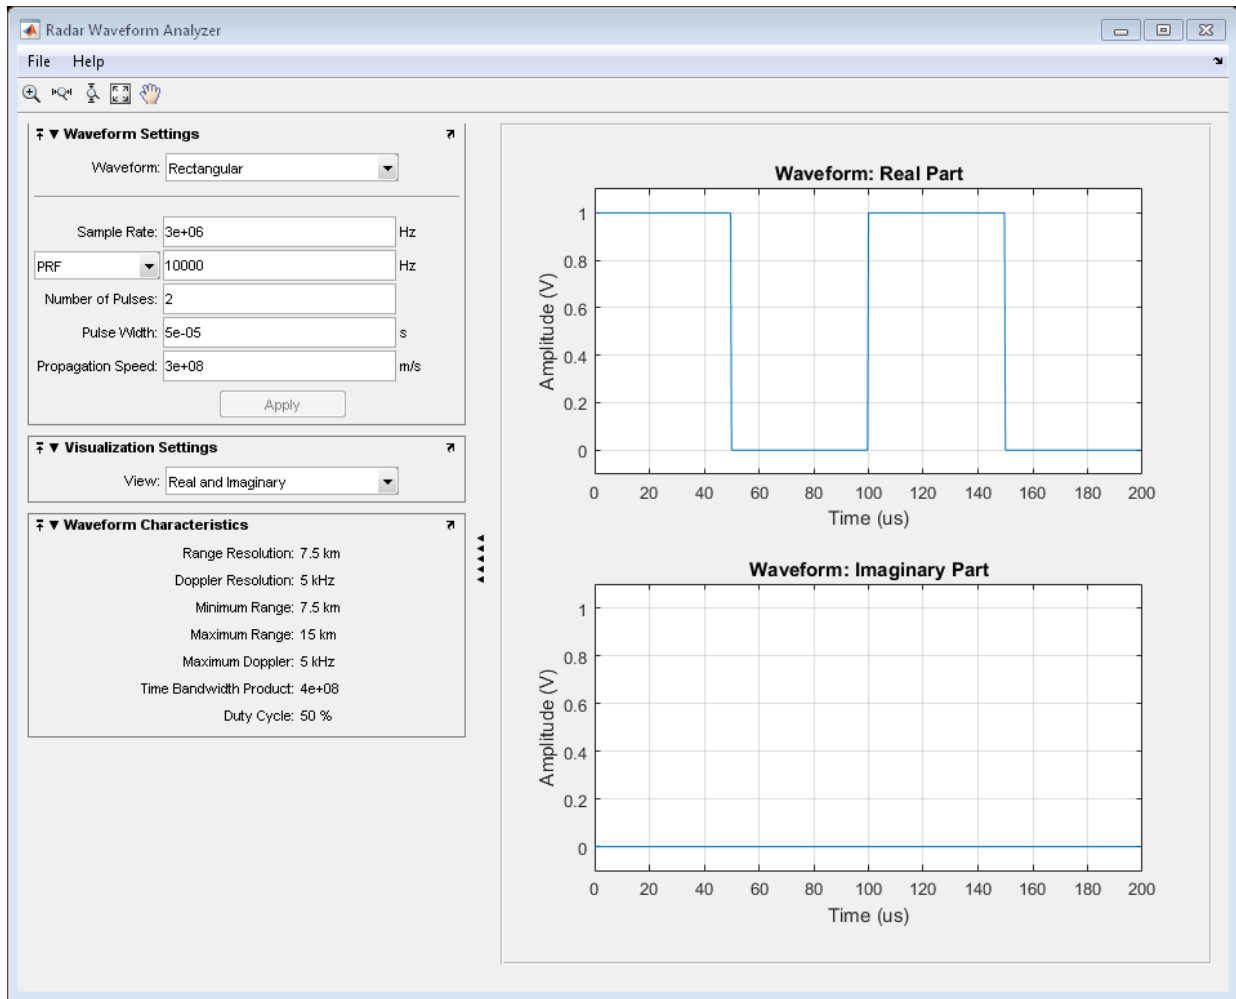 Radar Waveform Analyzer
File Help
Waveform Settings
Waveform: Rectangular
Sample Rate: 3e+06 Hz
PRF 10000 Hz
Number of Pulses: 2
Pulse Width: 5e-05 s
Propagation Speed: 3e+08 m/s
Apply
Visualization Settings
View: Real and Imaginary
Waveform Characteristics
Range Resolution: 7.5 km
Doppler Resolution: 5 kHz
Minimum Range: 7.5 km
Maximum Range: 15 km
Maximum Doppler: 5 kHz
Time Bandwidth Product: 4e+08
Duty Cycle: 50 %
Waveform: Real Part
1
0.8
0.6
0.4
0.2
0
Amplitude (V)
0 20 40 60 80 100 120 140 160 180 200
Time (us)
Waveform: Imaginary Part
1
0.8
0.6
0.4
0.2
0
Amplitude (V)
0 20 40 60 80 100 120 140 160 180 200
Time (us)